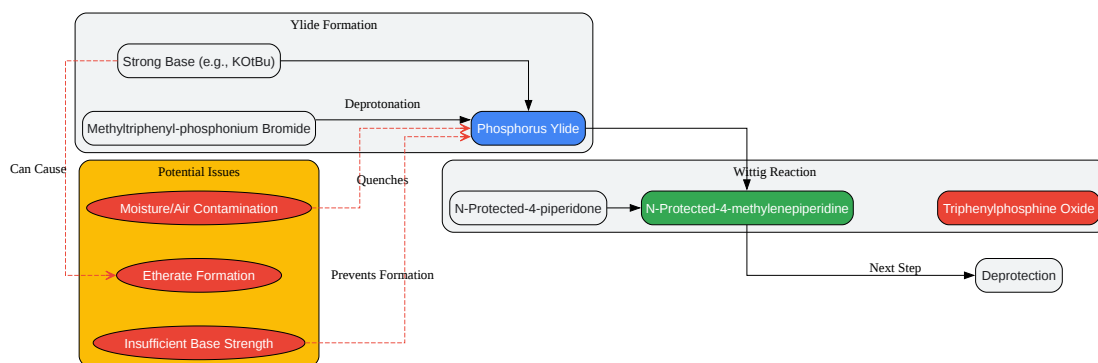 Ylide Formation
Strong Base (e.g., KOtBu)
Deprotonation
Methyltriphenyl-phosphonium Bromide
Phosphorus Ylide
Can Cause
Potential Issues
Quenches
Wittig Reaction
Moisture/Air Contamination
N-Protected-4-piperidone
N-Protected-4-methylenepiperidine
Triphenylphosphine Oxide
Etherate Formation
Prevents Formation
Next Step
Deprotection
Insufficient Base Strength